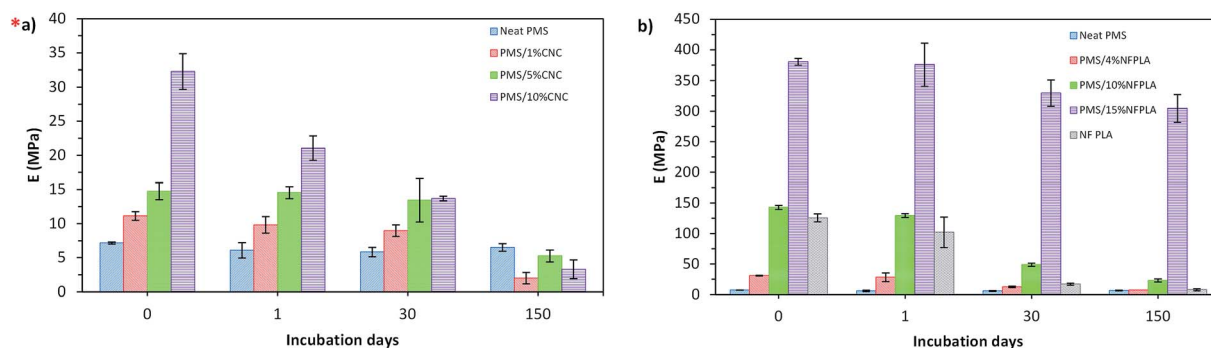 *a)
40
35
30
25
20
15
10
5
0
E (MPa)
Neat PMS
PMS/1%CNC
PMS/5%CNC
PMS/10%CNC
0 1 30 150
Incubation days
b)
450
400
350
300
250
200
150
100
50
0
E (MPa)
Neat PMS
PMS/4%NFPLA
PMS/10%NFPLA
PMS/15%NFPLA
NF PLA
0 1 30 150
Incubation days